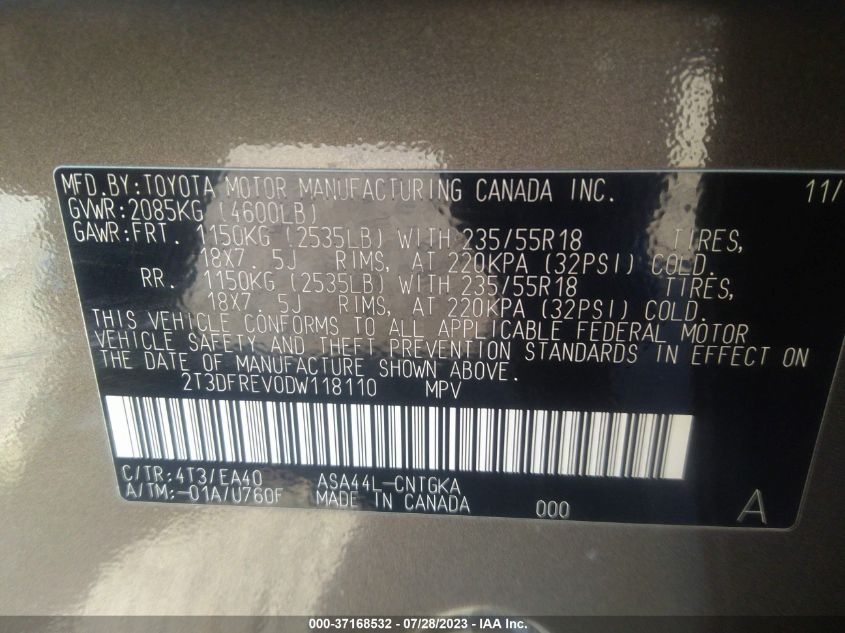 MFD.BY:TOYOTA MOTOR MANUFACTURING CANADA INC. 11/
GVWR:2085KG (4600LB)
GAWR:FRT. 1150KG (2535LB) WITH 235/55R18 TIRES,
18X7.5J RIMS, AT 220KPA (32PSI) COLD.
RR. 1150KG (2535LB) WITH 235/55R18 TIRES,
18X7.5J RIMS, AT 220KPA (32PSI) COLD.
THIS VEHICLE CONFORMS TO ALL APPLICABLE FEDERAL MOTOR
VEHICLE SAFETY AND THEFT PREVENTION STANDARDS IN EFFECT ON
THE DATE OF MANUFACTURE SHOWN ABOVE.
2T3DFREV0DW118110 MPV
C/TR:4T3/EA40 ASA44L-CNTGKA
A/TM:-01A/U760F MADE IN CANADA 000 A
000-37168532 - 07/28/2023 - IAA Inc.